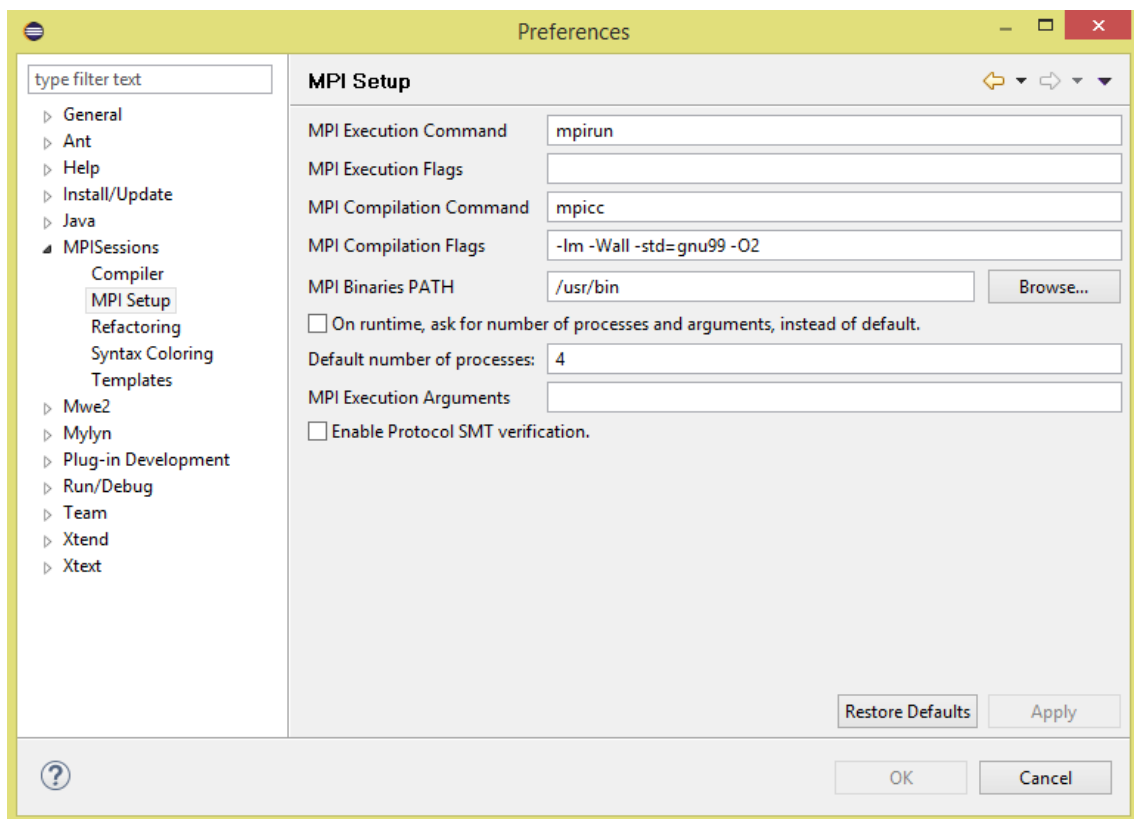 Preferences
type filter text
General
Ant
Help
Install/Update
Java
MPISessions
Compiler
MPI Setup
Refactoring
Syntax Coloring
Templates
Mwe2
Mylyn
Plug-in Development
Run/Debug
Team
Xtend
Xtext
MPI Setup
MPI Execution Command mpirun
MPI Execution Flags
MPI Compilation Command mpicc
MPI Compilation Flags -lm -Wall -std=gnu99 -O2
MPI Binaries PATH /usr/bin Browse...
On runtime, ask for number of processes and arguments, instead of default.
Default number of processes: 4
MPI Execution Arguments
Enable Protocol SMT verification.
Restore Defaults Apply
OK Cancel